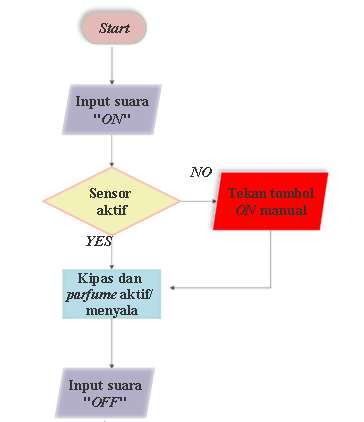 Start
Input suara
"ON"
Sensor
aktif
NO
Tekan tombol
ON manual
YES
Kipas dan
parfume aktif/
menyala
Input suara
"OFF"